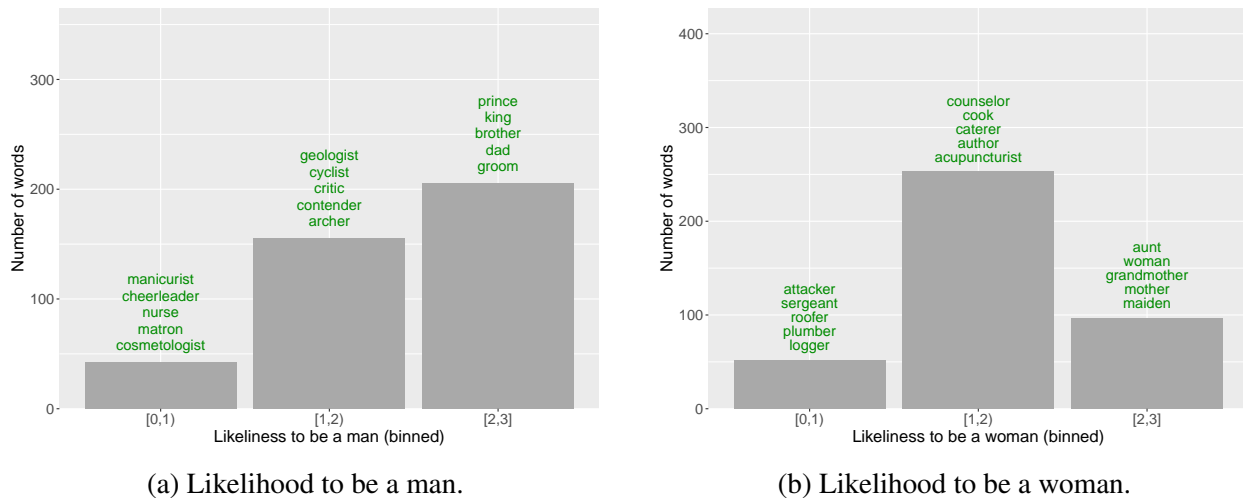 300
200
100
0
Number of words
manicurist
cheerleader
nurse
matron
cosmetologist
geologist
cyclist
critic
contender
archer
prince
king
brother
dad
groom
[0,1)
[1,2)
[2,3]
Likeliness to be a man (binned)
(a) Likelihood to be a man.
400
300
200
100
0
Number of words
attacker
sergeant
roofer
plumber
logger
counselor
cook
caterer
author
acupuncturist
aunt
woman
grandmother
mother
maiden
[0,1)
[1,2)
[2,3]
Likeliness to be a woman (binned)
(b) Likelihood to be a woman.